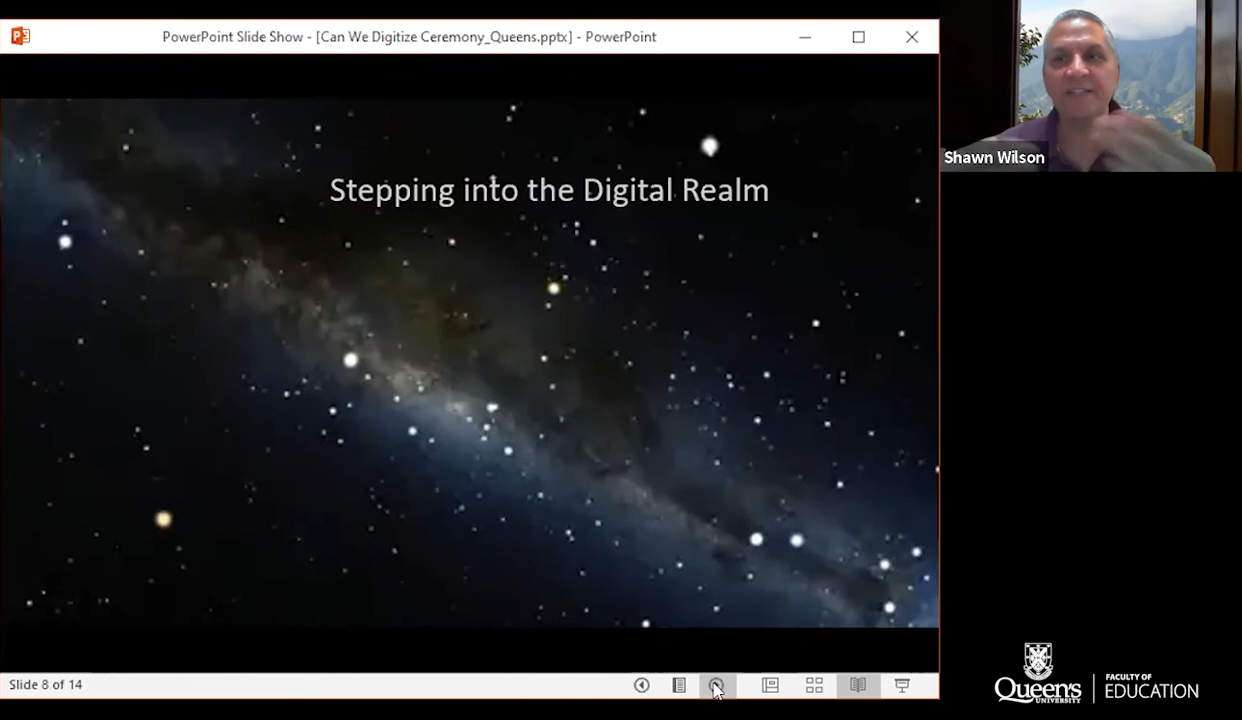 PowerPoint Slide Show - [Can We Digitize Ceremony_Queens.pptx] - PowerPoint
Shawn Wilson
Stepping into the Digital Realm
Slide 8 of 14
Queen's
UNIVERSITY
FACULTY OF
EDUCATION